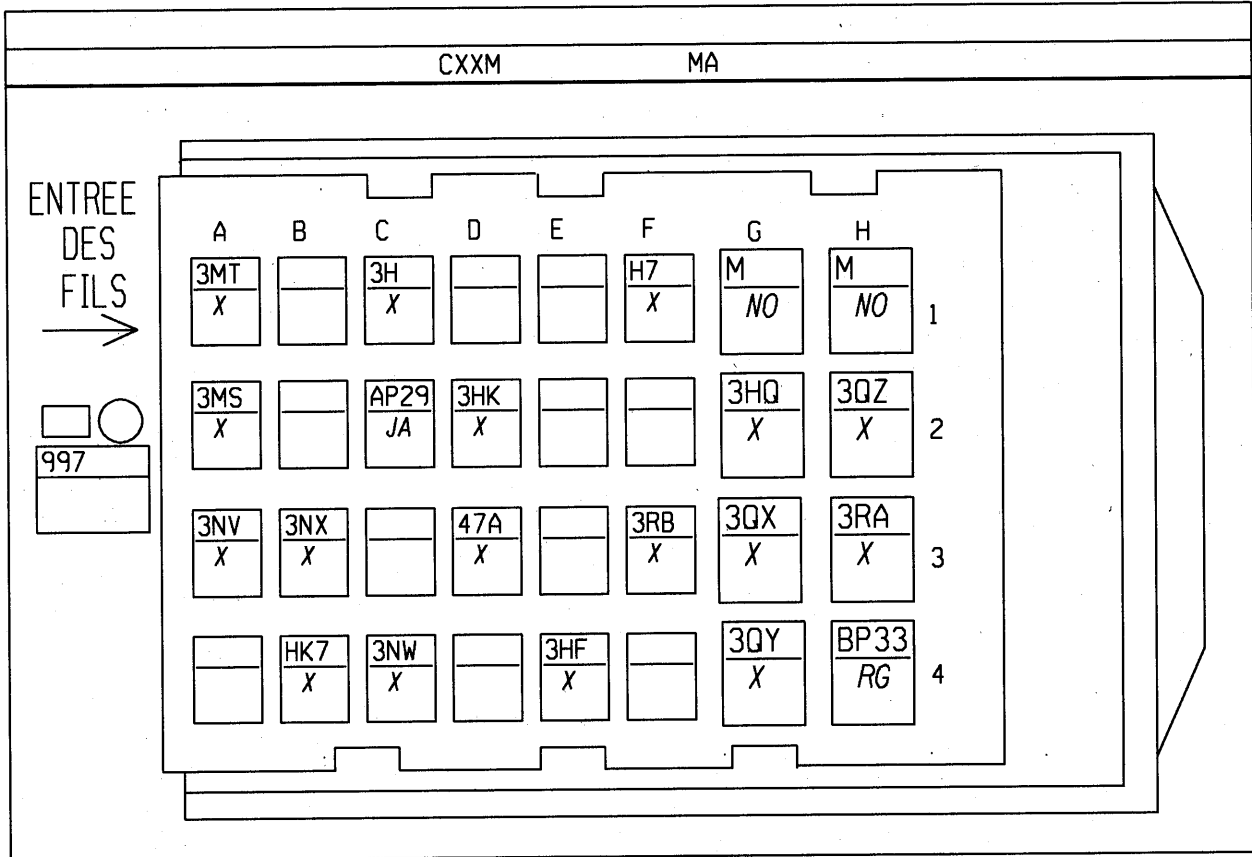 CXXM MA
ENTREE
DES
FILS
A B C D E F G H
3MT 3H H7 M M
X X X NO NO 1
3MS AP29 3HK 3HQ 3QZ
X JA X X X 2
997
3NV 3NX 47A 3RB 3QX 3RA
X X X X X X 3
HK7 3NW 3HF 3QY BP33
X X X X RG 4